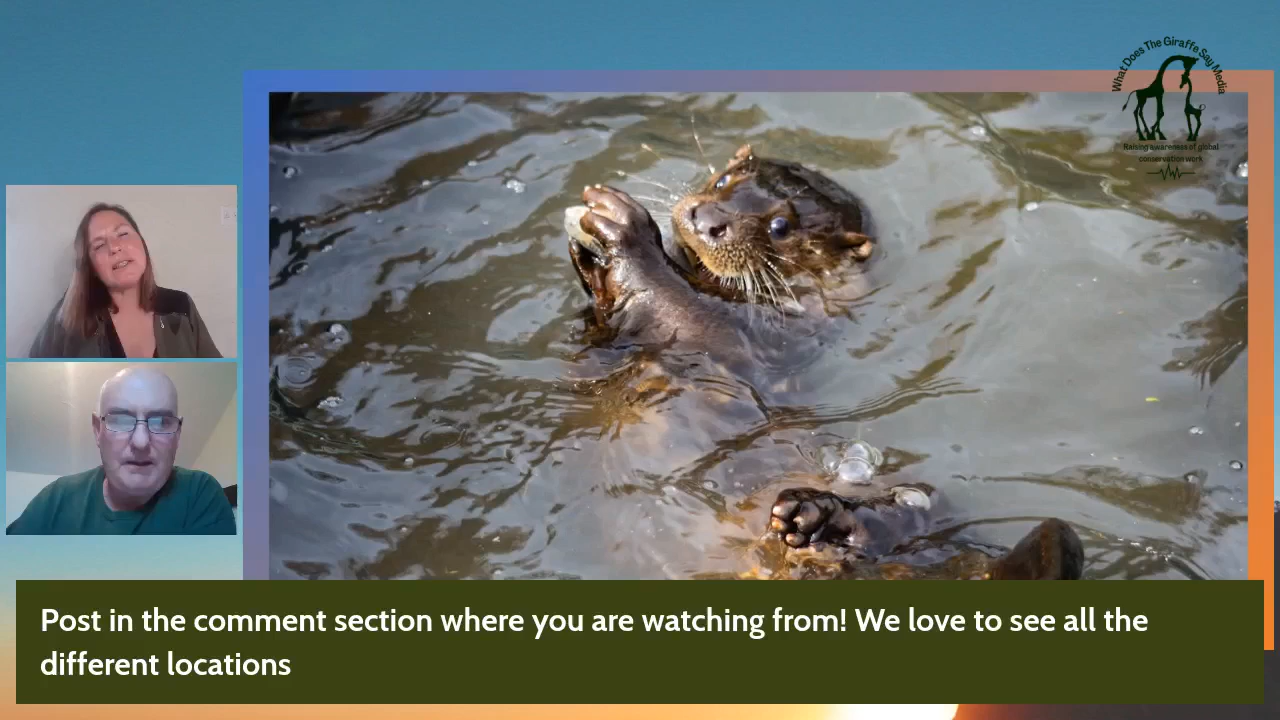 What Does The Giraffe Say Media
Raising awareness of global
conservation work
Post in the comment section where you are watching from! We love to see all the
different locations